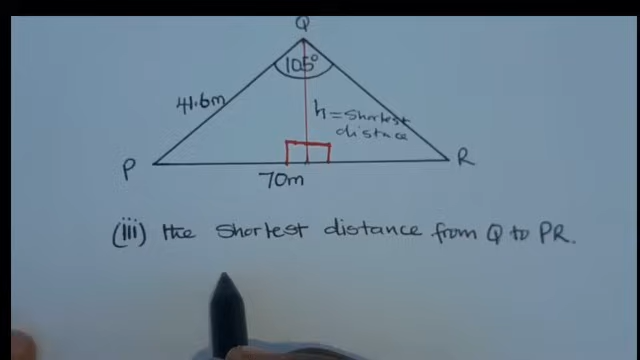 Q
105°
41.6m
h = shortest
distance
P
R
70m
(iii) the shortest distance from Q to PR.